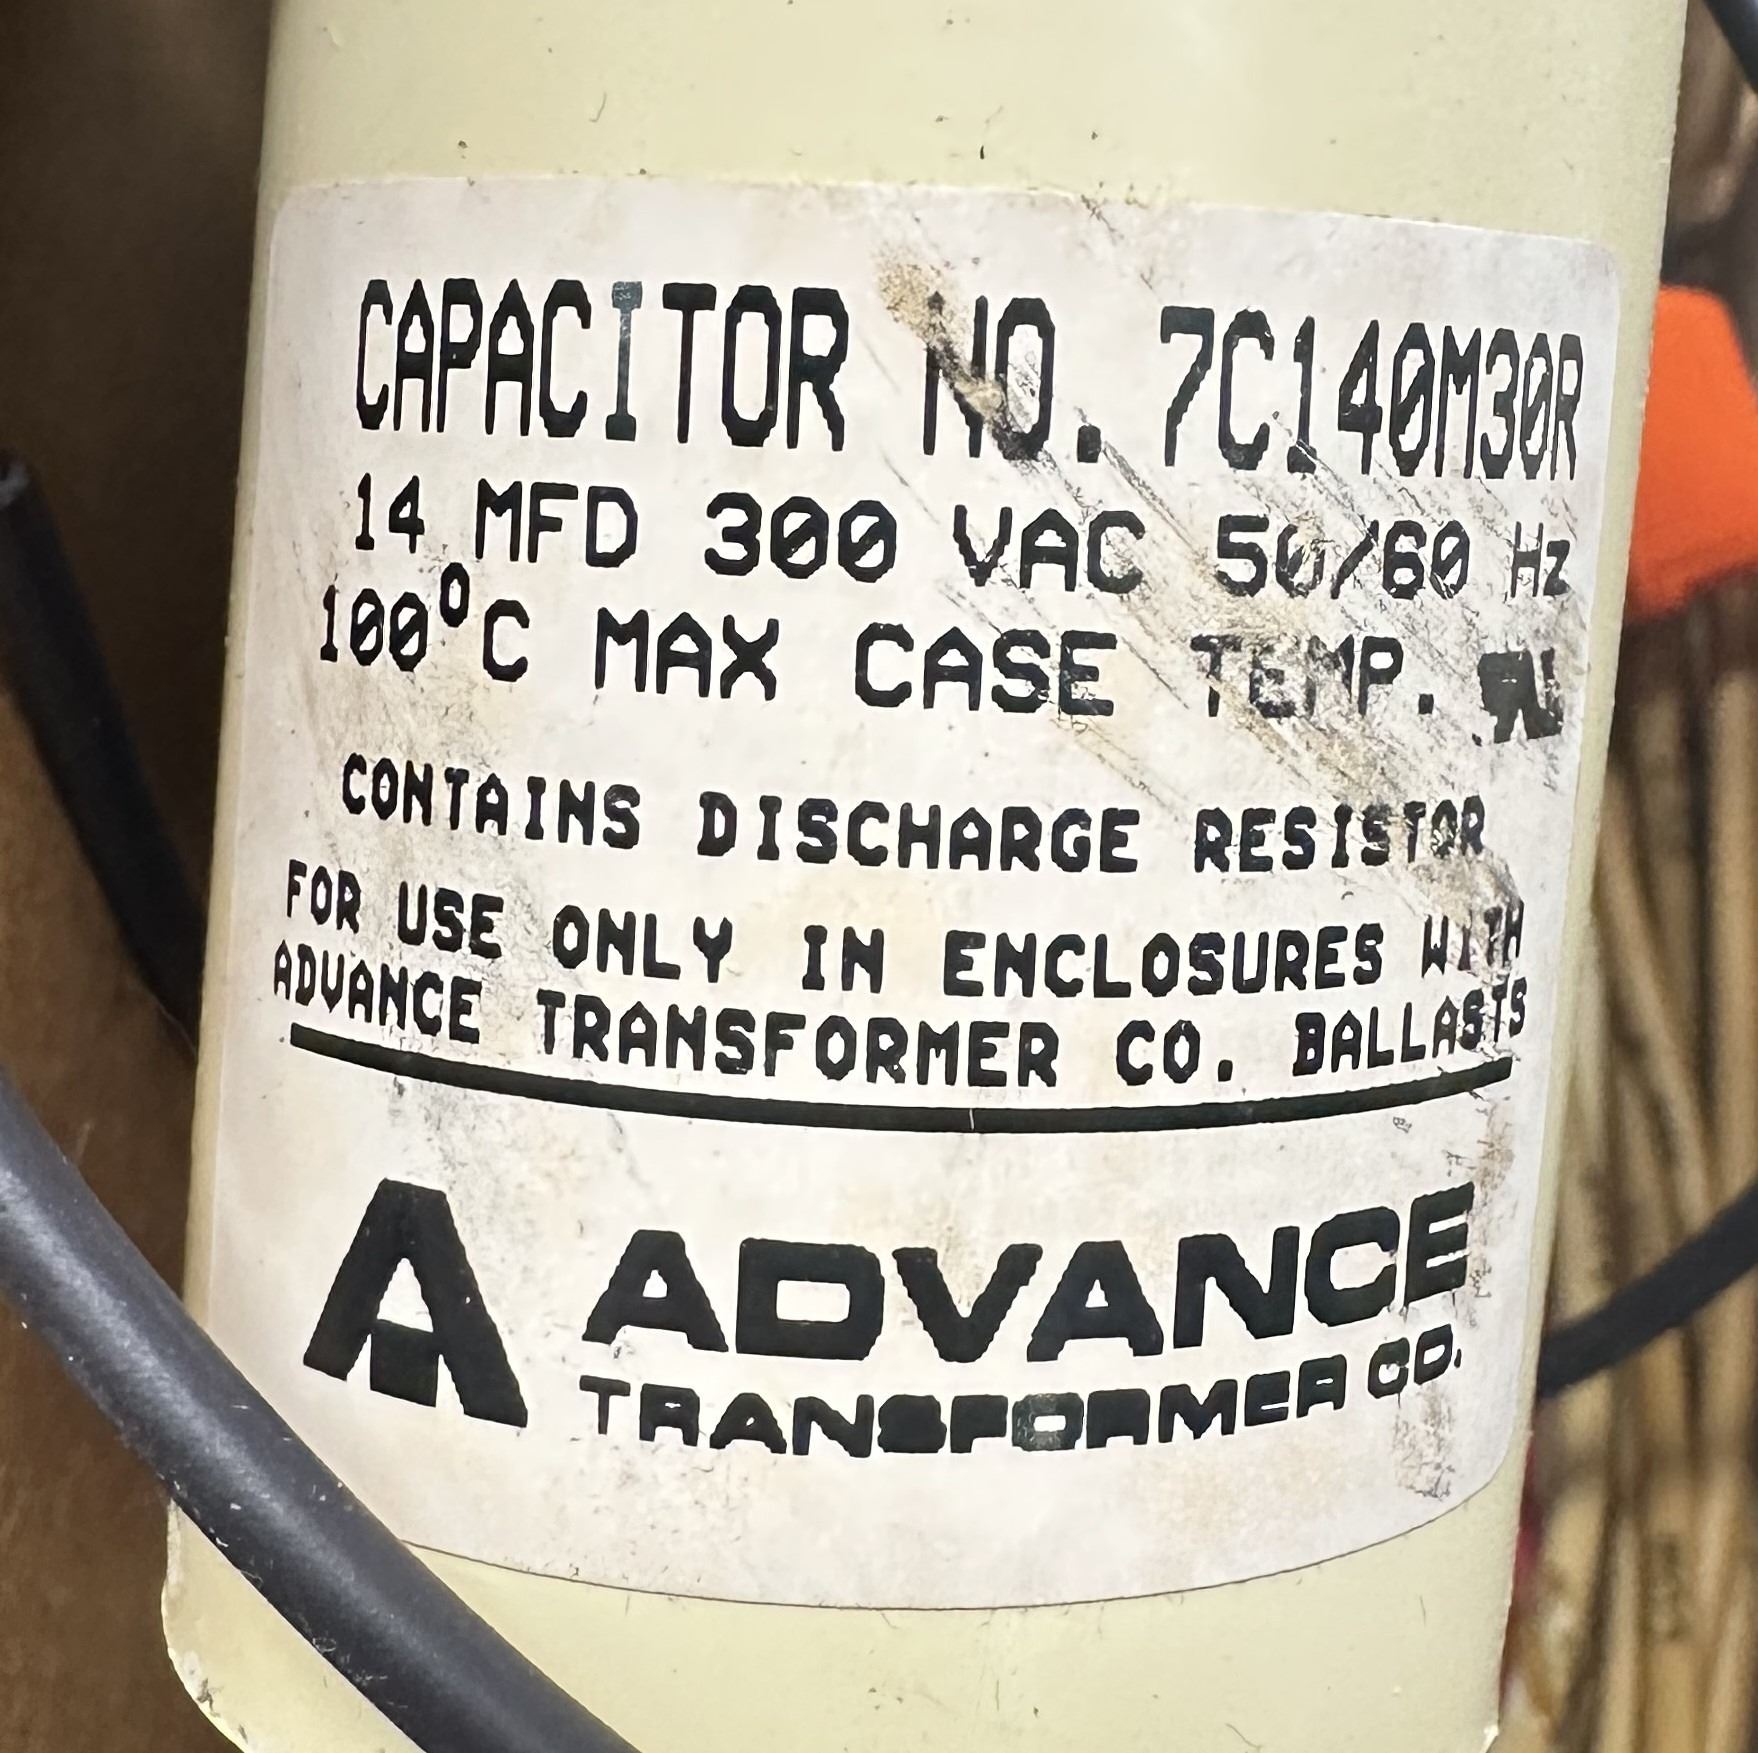 CAPACITOR NO. 7C140M30R
14 MFD 300 VAC 50/60 Hz
100°C MAX CASE TEMP.
CONTAINS DISCHARGE RESISTOR
FOR USE ONLY IN ENCLOSURES WITH
ADVANCE TRANSFORMER CO. BALLASTS
ADVANCE
TRANSFORMER CO.